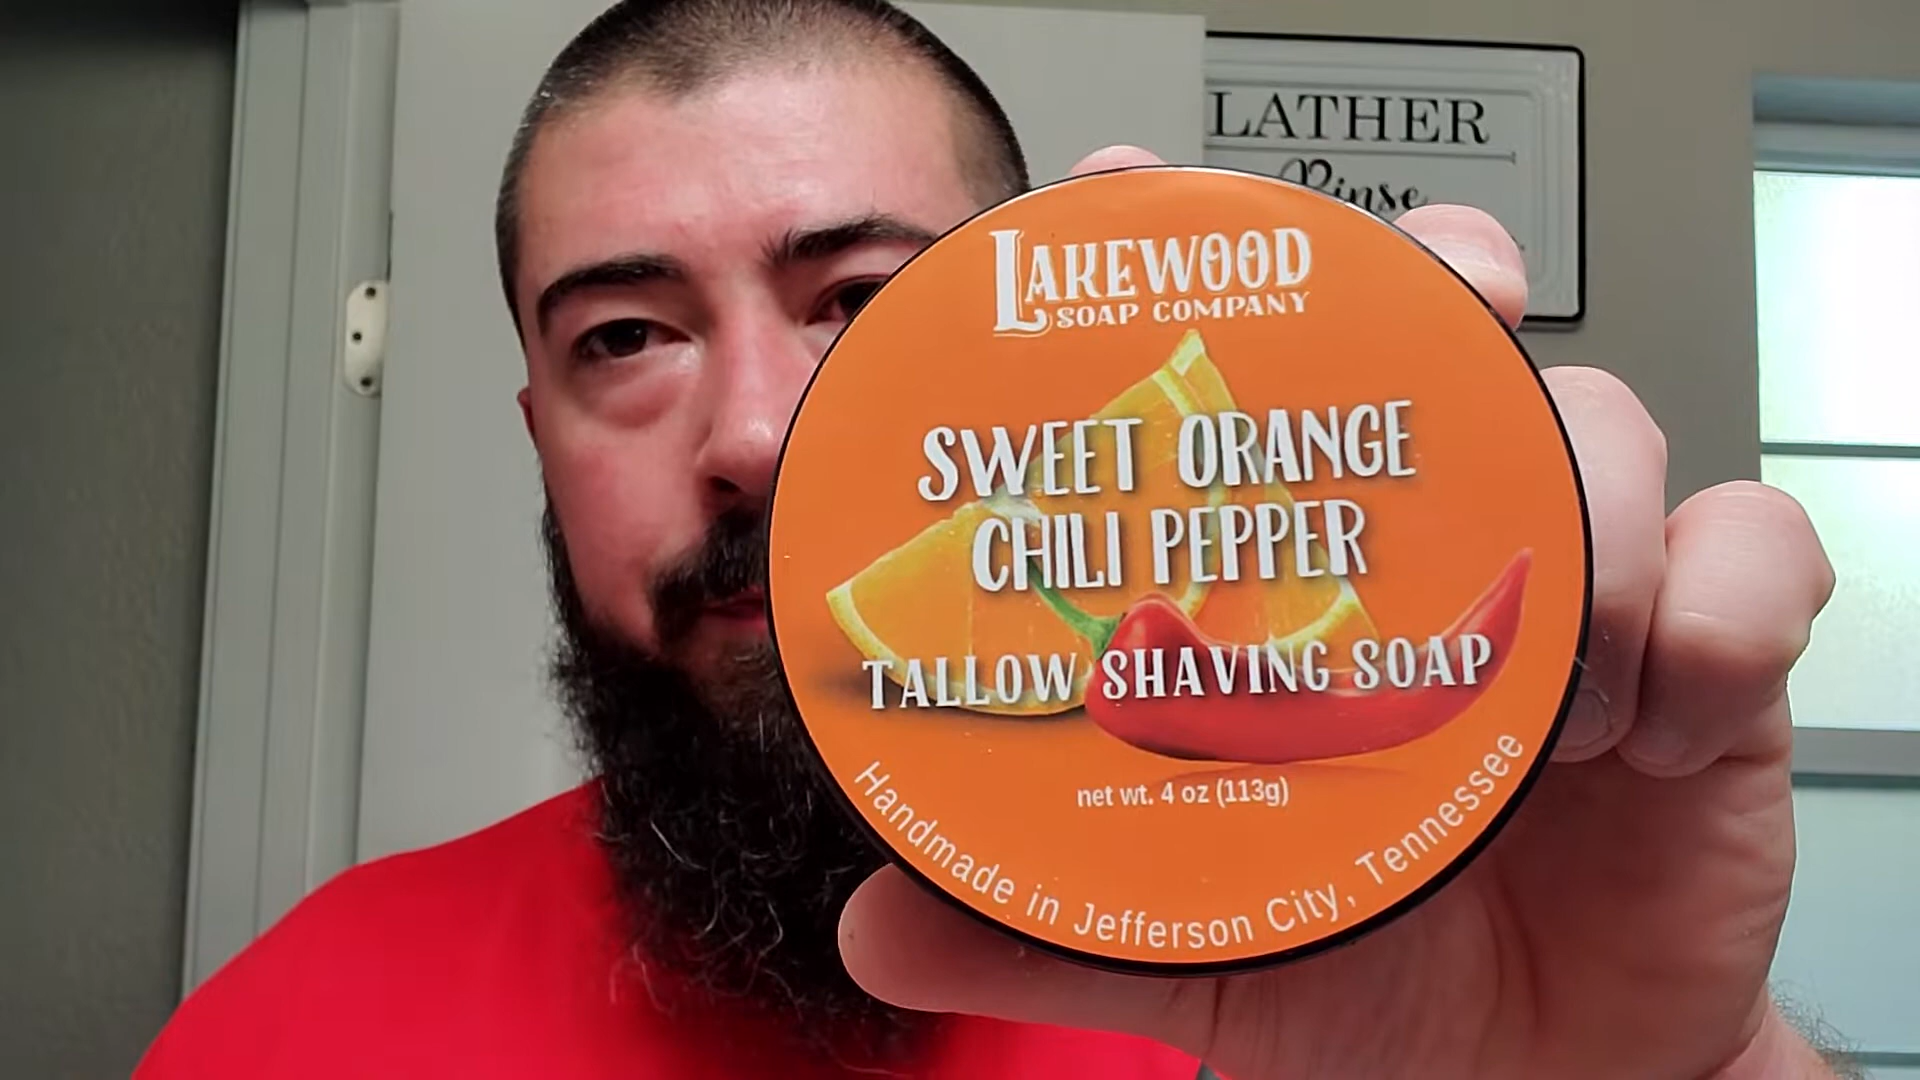 LATHER
Rinse
LAKEWOOD
SOAP COMPANY
SWEET ORANGE
CHILI PEPPER
TALLOW SHAVING SOAP
net wt. 4 oz (113g)
Handmade in Jefferson City, Tennessee